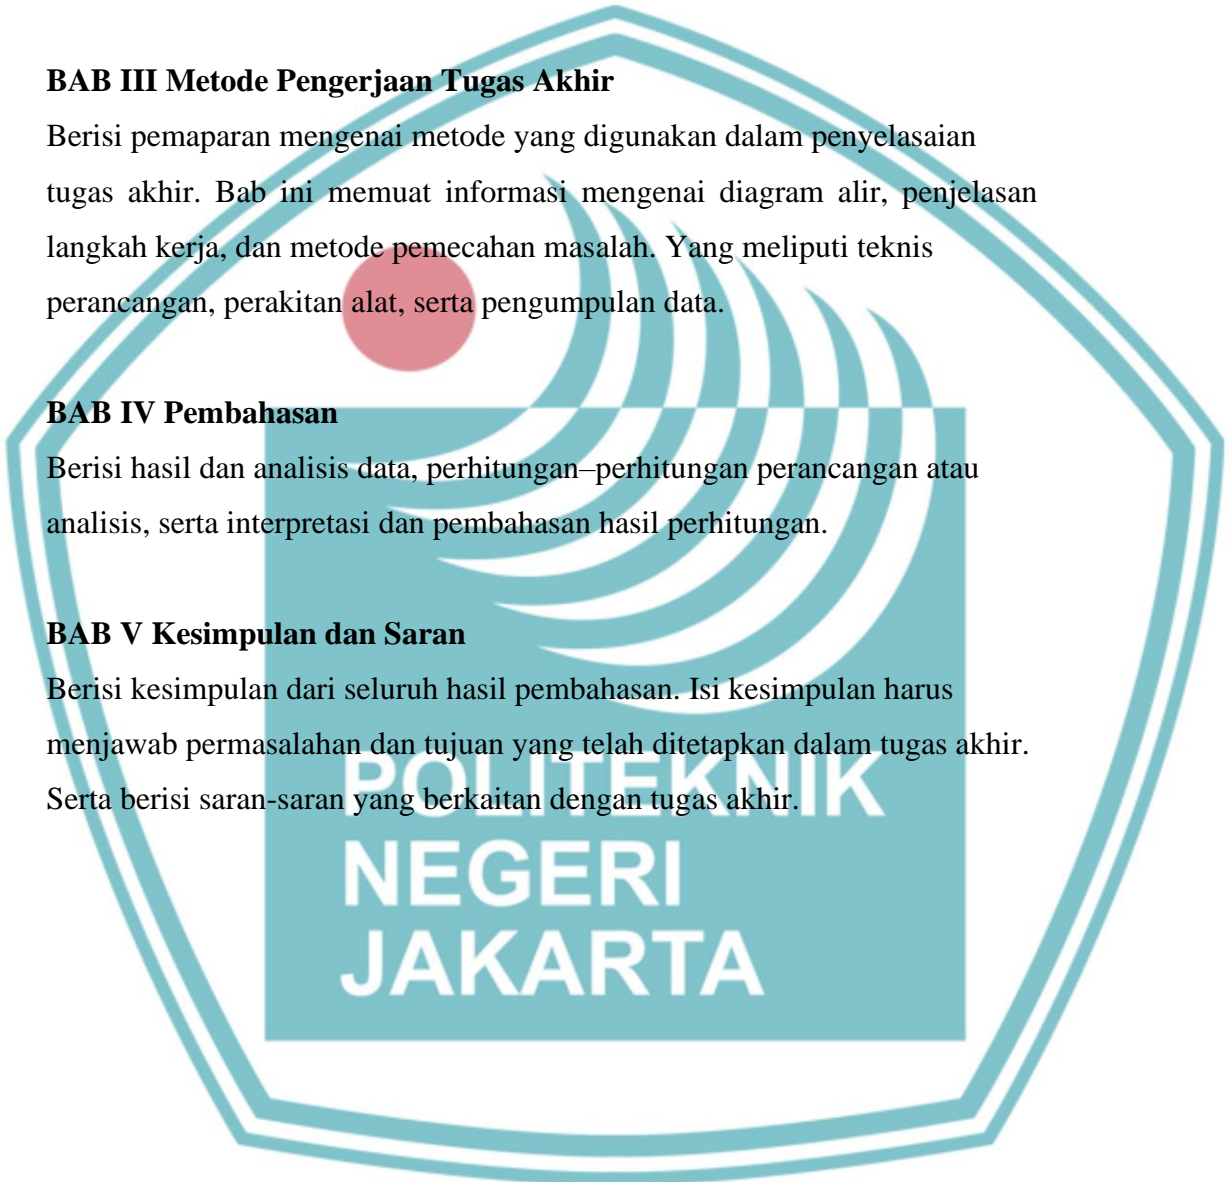 BAB III Metode Pengerjaan Tugas Akhir
Berisi pemaparan mengenai metode yang digunakan dalam penyelasaian
tugas akhir. Bab ini memuat informasi mengenai diagram alir, penjelasan
langkah kerja, dan metode pemecahan masalah. Yang meliputi teknis
perancangan, perakitan alat, serta pengumpulan data.
BAB IV Pembahasan
Berisi hasil dan analisis data, perhitungan–perhitungan perancangan atau
analisis, serta interpretasi dan pembahasan hasil perhitungan.
BAB V Kesimpulan dan Saran
Berisi kesimpulan dari seluruh hasil pembahasan. Isi kesimpulan harus
menjawab permasalahan dan tujuan yang telah ditetapkan dalam tugas akhir.
Serta berisi saran-saran yang berkaitan dengan tugas akhir.
POLITEKNIK
NEGERI
JAKARTA